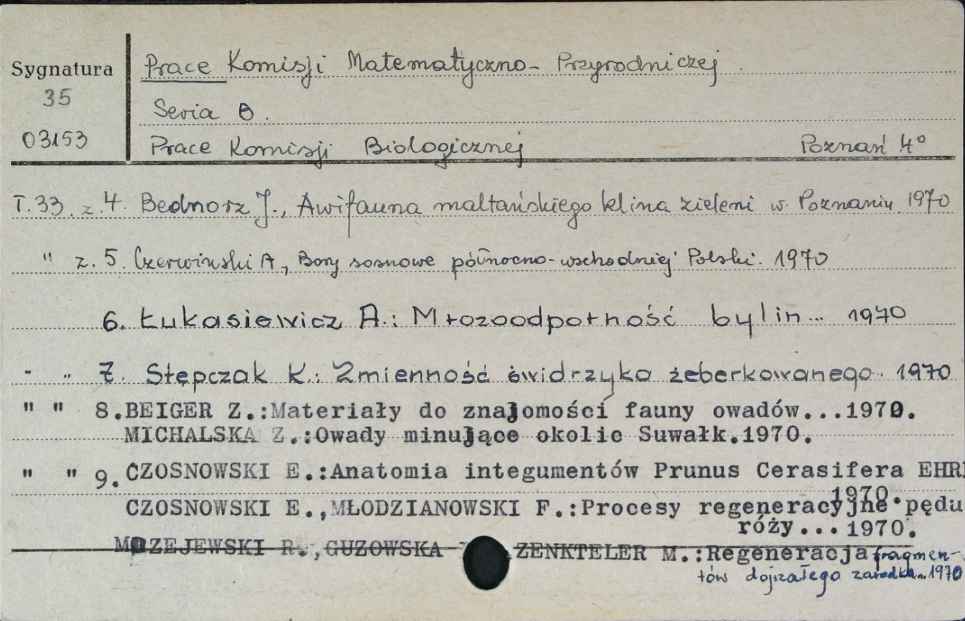 Sygnatura
35
03153
Prace Komisji Matematyczno-Przyrodniczej.
Seria B.
Prace Komisji Biologicznej Poznań 4°
T.33. z.4. Bednorz J., Awifauna maltańskiego klina zieleni w Poznaniu. 1970
" z.5. Czerwiński A., Bory sosnowe północno-wschodniej Polski. 1970
6. Łukasiewicz A.: Mrozoodporność bylin... 1970
" " 7. Stępczak K.: Zmienność świdrzyka żeberkowanego. 1970
" " 8. BEIGER Z.:Materiały do znajomości fauny owadów...1970.
MICHALSKA Z.:Owady minujące okolic Suwałk.1970.
" " 9. CZOSNOWSKI E.:Anatomia integumentów Prunus Cerasifera EHR
1970.
CZOSNOWSKI E.,MŁODZIANOWSKI F.:Procesy regeneracyjne pędu
róży...1970.
MOZEJEWSKI R.,GUZOWSKA ZENKTELER M.:Regeneracja fragmen-
tów dojrzałego zarodka.. 1970